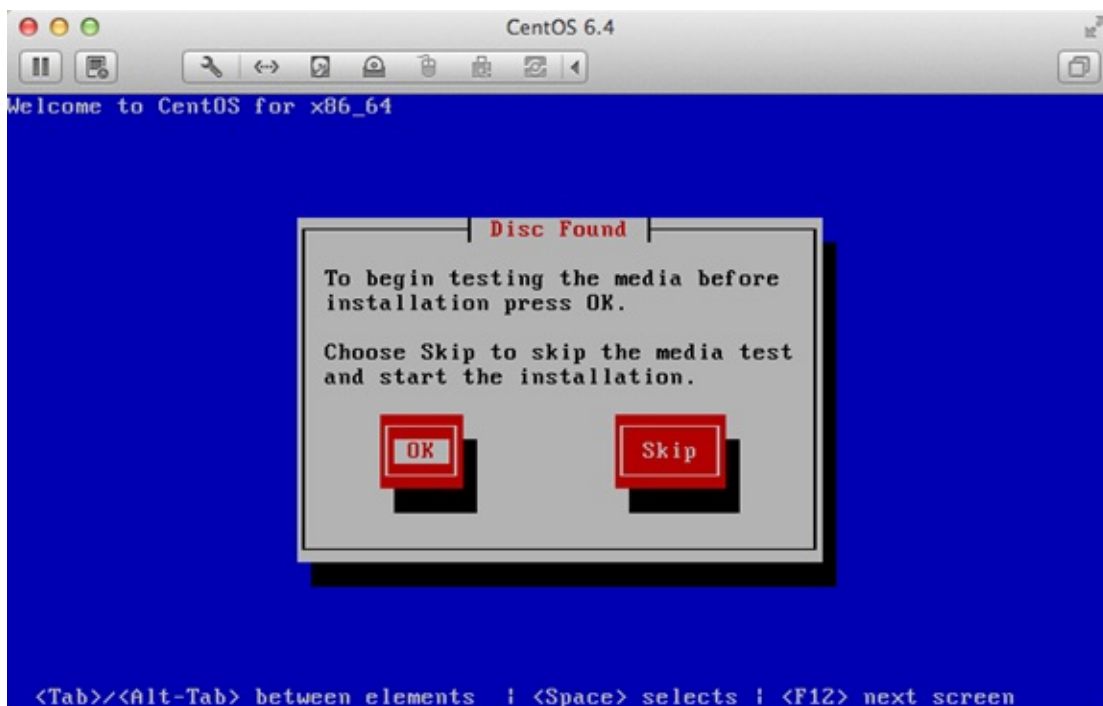 CentOS 6.4
Welcome to CentOS for x86_64
Disc Found
To begin testing the media before
installation press OK.
Choose Skip to skip the media test
and start the installation.
OK Skip
<Tab>/<Alt-Tab> between elements | <Space> selects | <F12> next screen